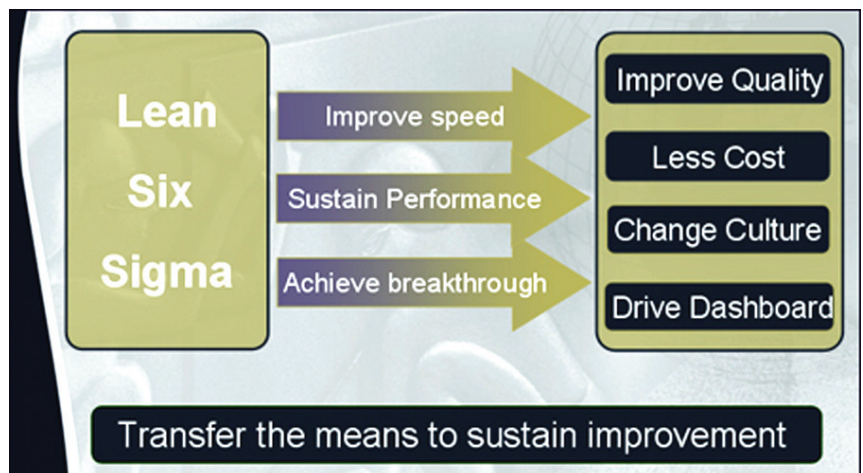 Lean
Six
Sigma
Improve speed
Sustain Performance
Achieve breakthrough
Improve Quality
Less Cost
Change Culture
Drive Dashboard
Transfer the means to sustain improvement